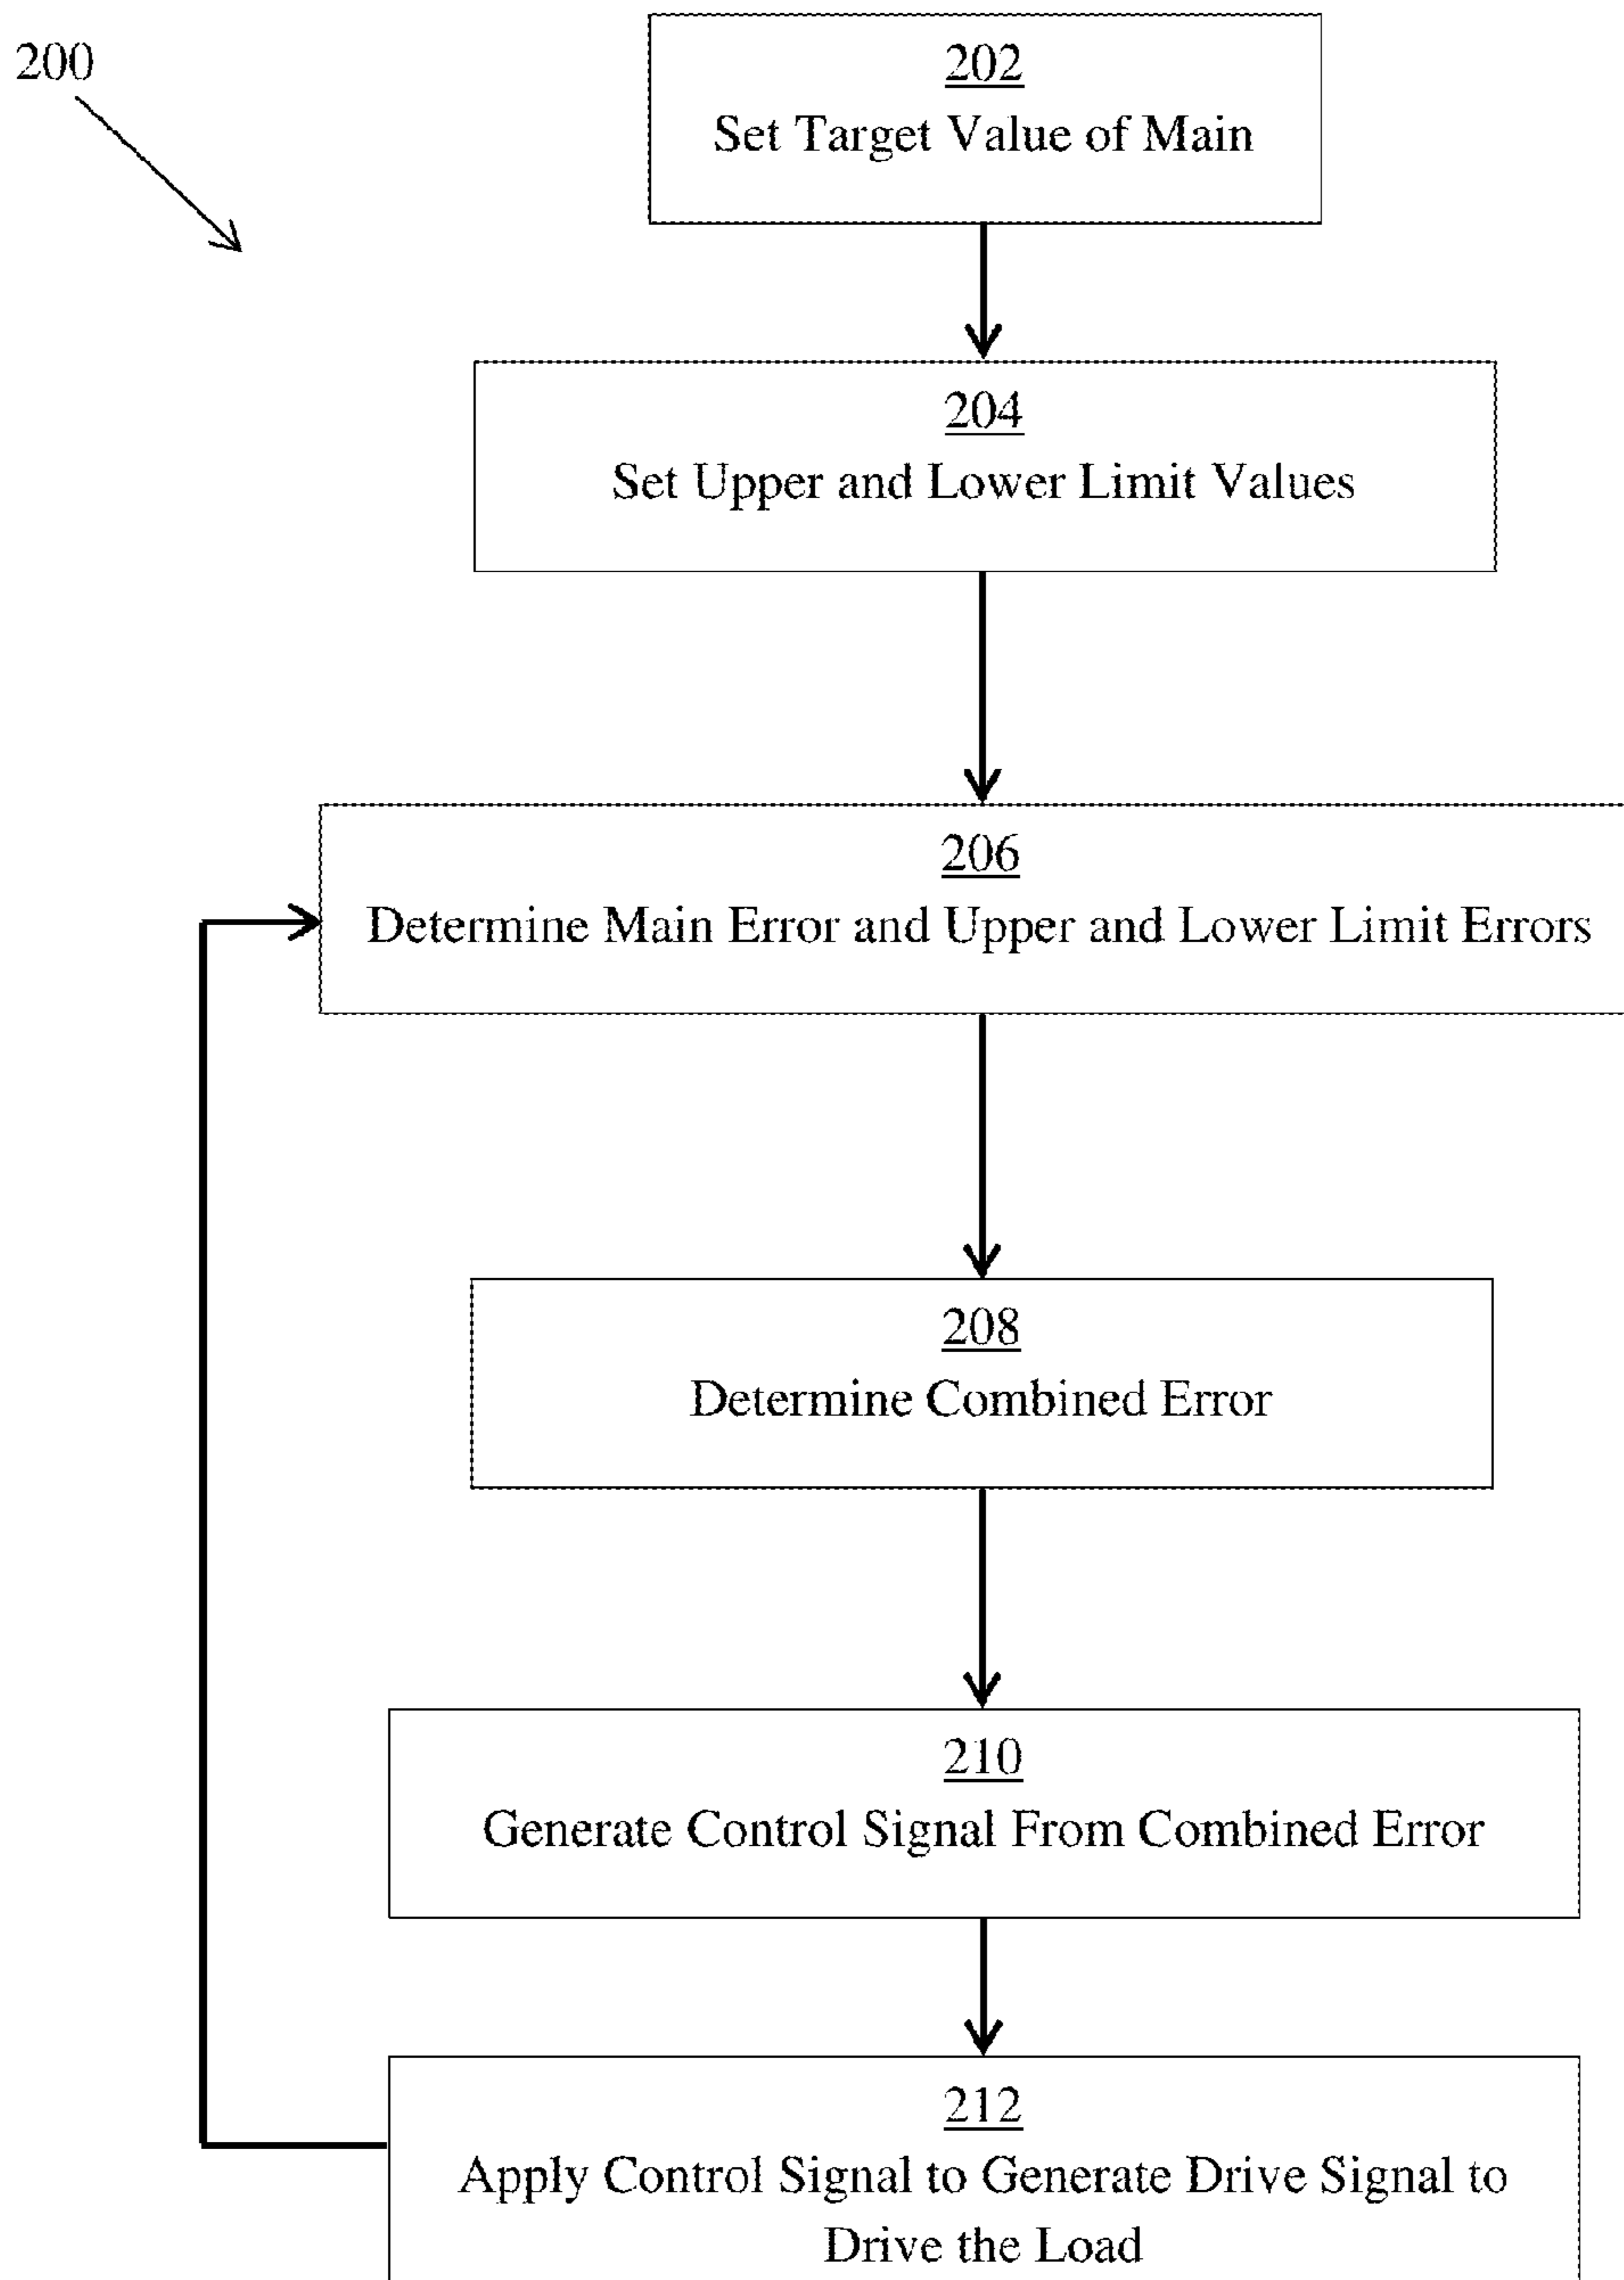 200
202
Set Target Value of Main
204
Set Upper and Lower Limit Values
206
Determine Main Error and Upper and Lower Limit Errors
208
Determine Combined Error
210
Generate Control Signal From Combined Error
212
Apply Control Signal to Generate Drive Signal to
Drive the Load